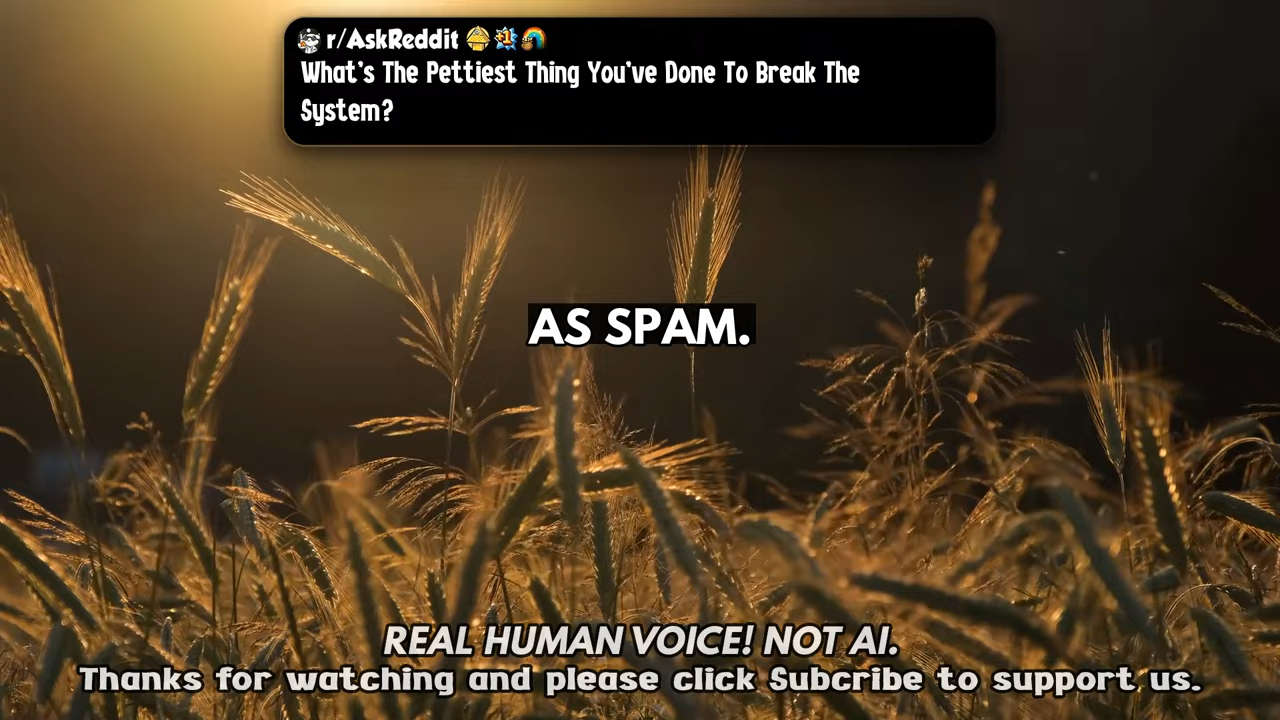 r/AskReddit
What's The Pettiest Thing You've Done To Break The
System?
AS SPAM.
REAL HUMAN VOICE! NOT AI.
Thanks for watching and please click Subcribe to support us.